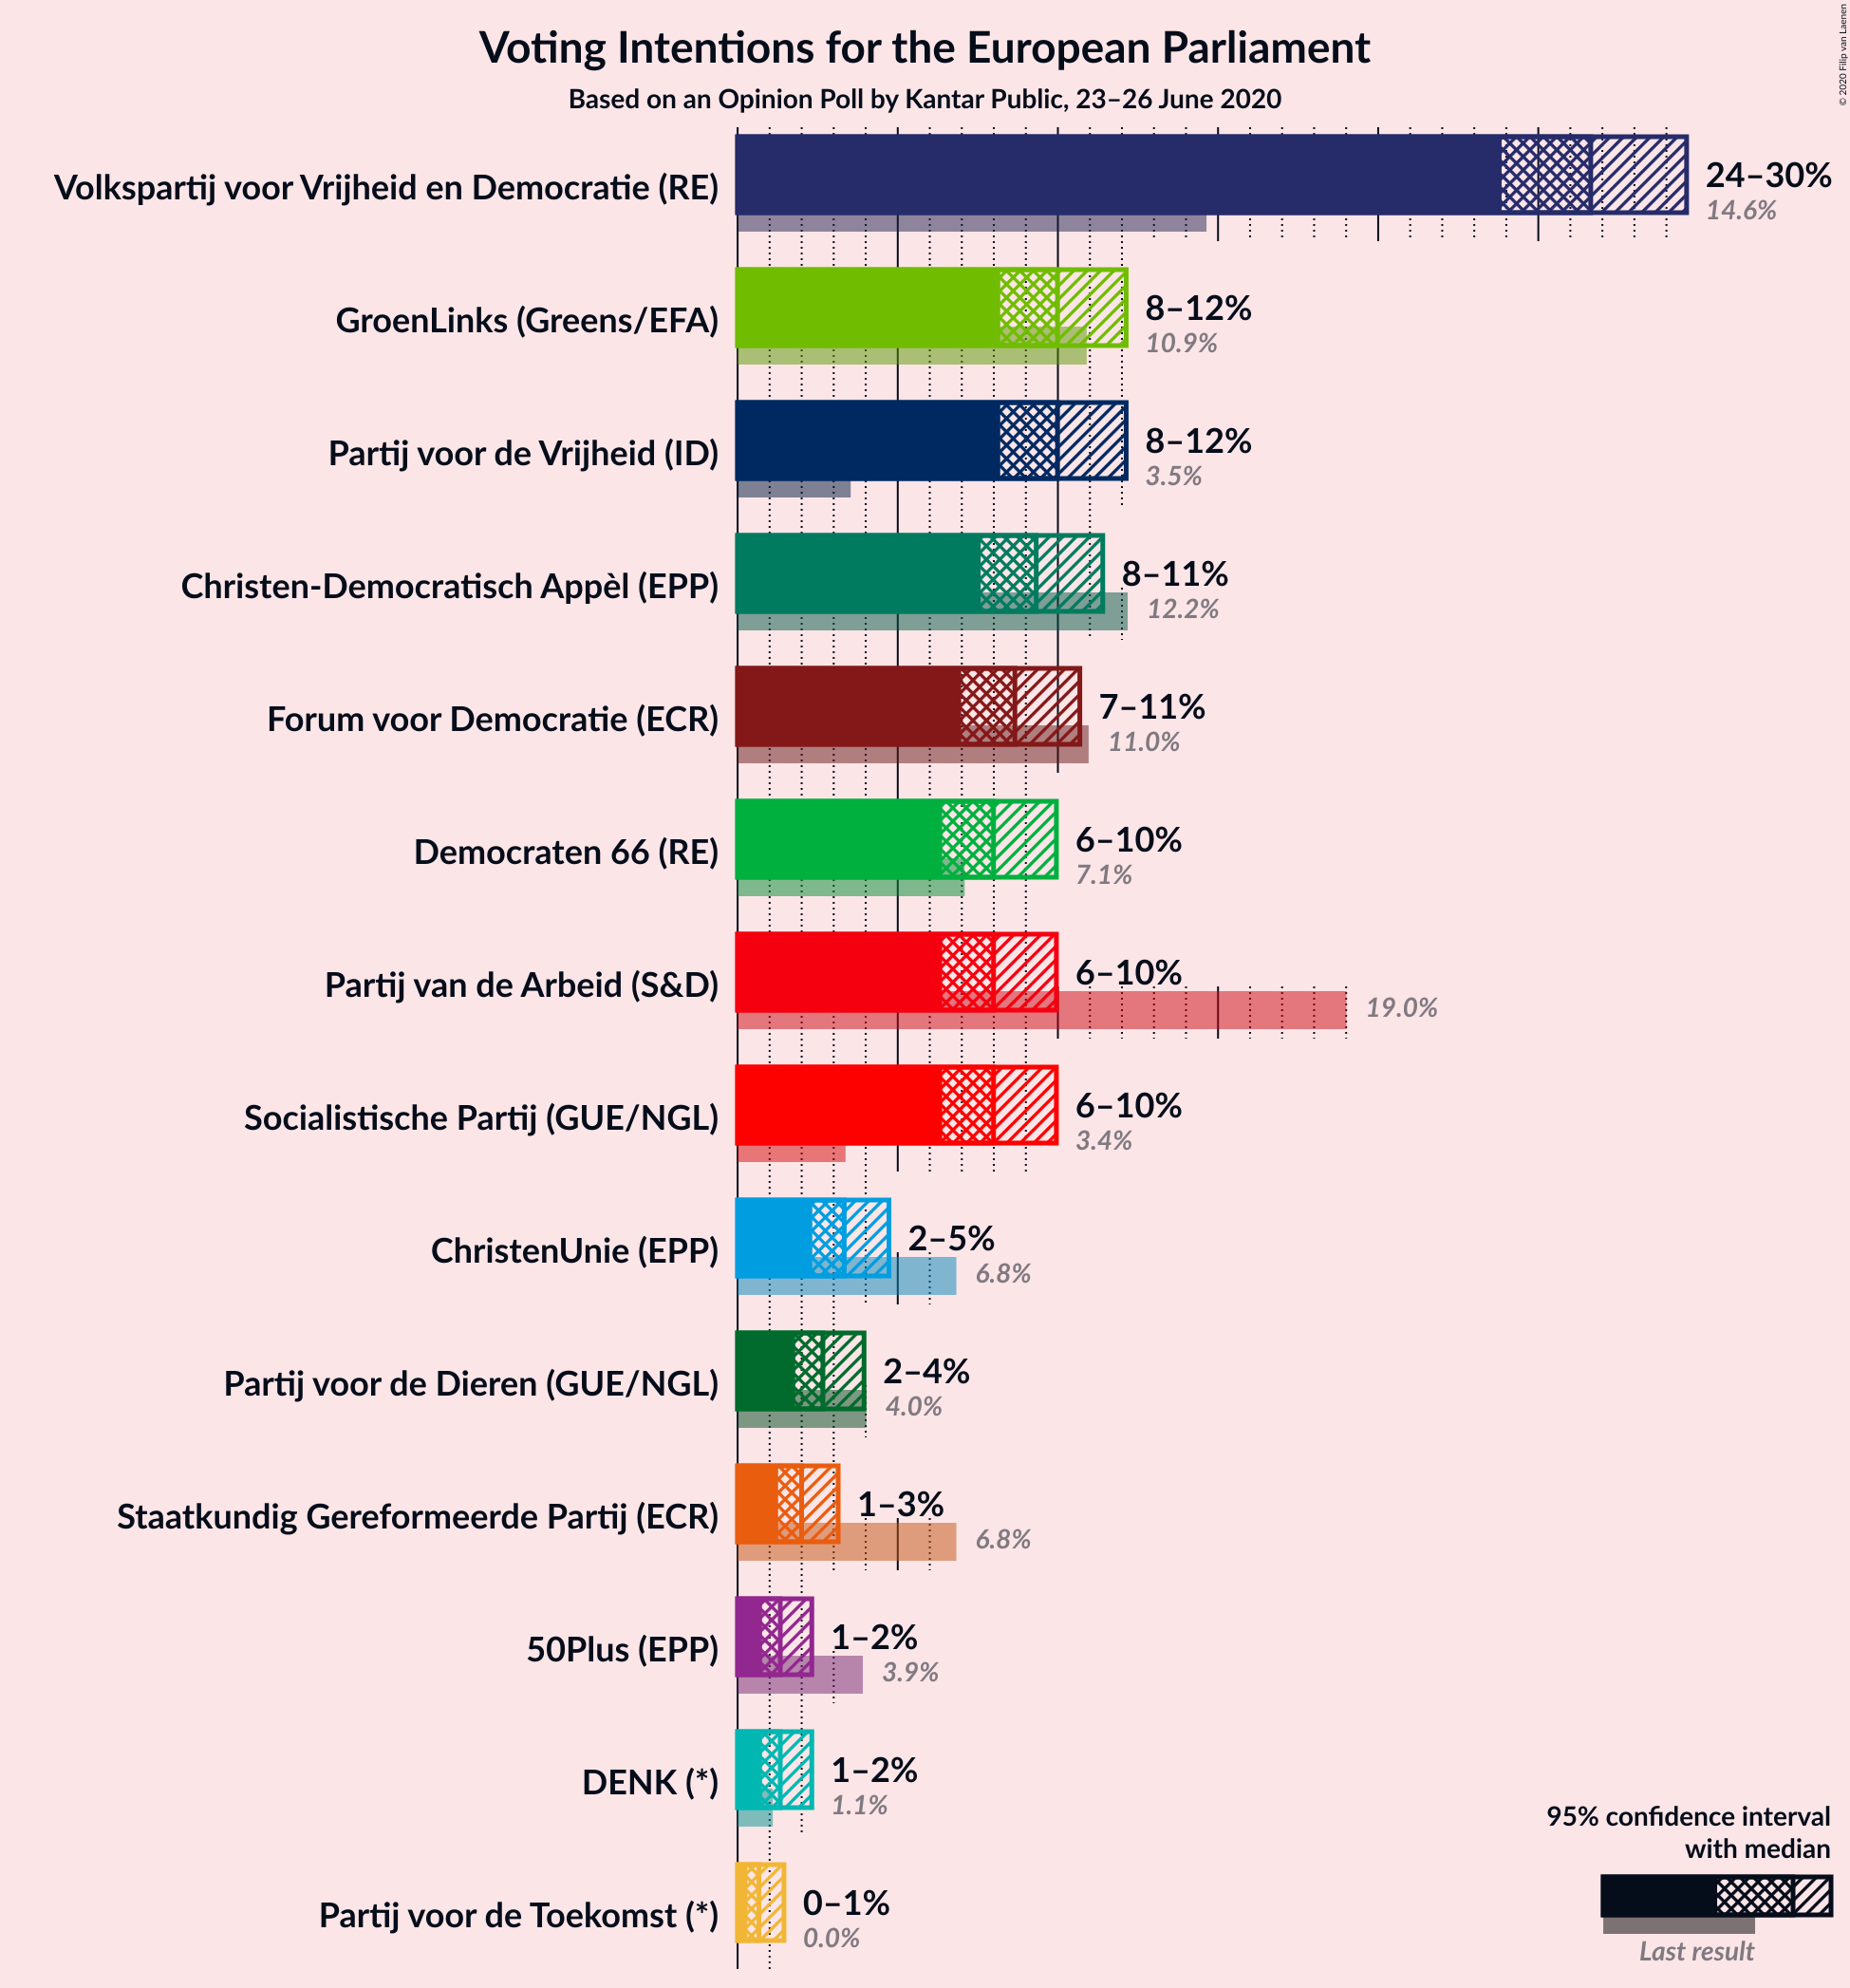 © 2020 Filip van Laenen
Voting Intentions for the European Parliament
Based on an Opinion Poll by Kantar Public, 23–26 June 2020
Volkspartij voor Vrijheid en Democratie (RE)
24–30%
14.6%
GroenLinks (Greens/EFA)
8–12%
10.9%
Partij voor de Vrijheid (ID)
8–12%
3.5%
Christen-Democratisch Appèl (EPP)
8–11%
12.2%
Forum voor Democratie (ECR)
7–11%
11.0%
Democraten 66 (RE)
6–10%
7.1%
Partij van de Arbeid (S&D)
6–10%
19.0%
Socialistische Partij (GUE/NGL)
6–10%
3.4%
ChristenUnie (EPP)
2–5%
6.8%
Partij voor de Dieren (GUE/NGL)
2–4%
4.0%
Staatkundig Gereformeerde Partij (ECR)
1–3%
6.8%
50Plus (EPP)
1–2%
3.9%
DENK (*)
1–2%
1.1%
Partij voor de Toekomst (*)
0–1%
0.0%
95% confidence interval
with median
Last result